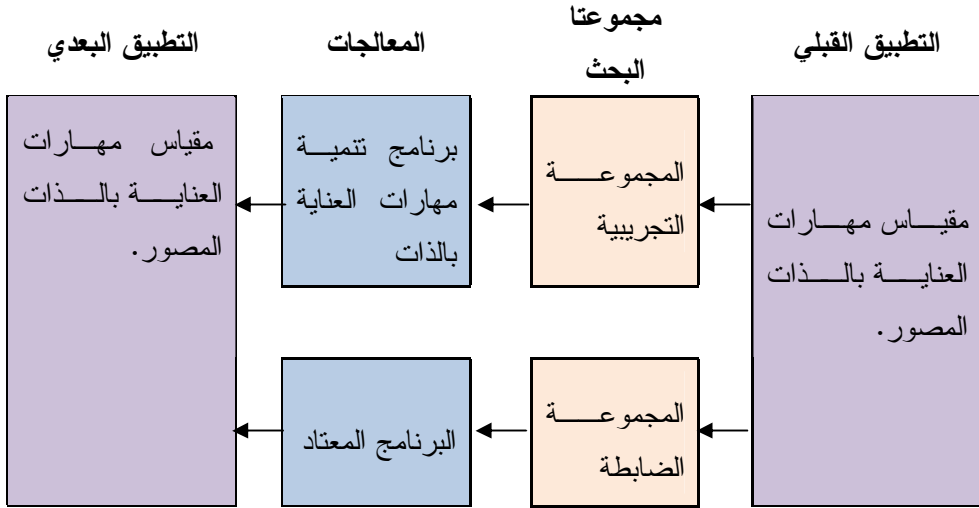 التطبيق القبلي
مجموعتا
البحث
المعالجات
التطبيق البعدي
مقياس مهارات
العناية بالذات
المصور.
المجموعة
التجريبية
برنامج تنمية
مهارات العناية
بالذات
مقياس مهارات
العناية بالذات
المصور.
المجموعة
الضابطة
البرنامج المعتاد